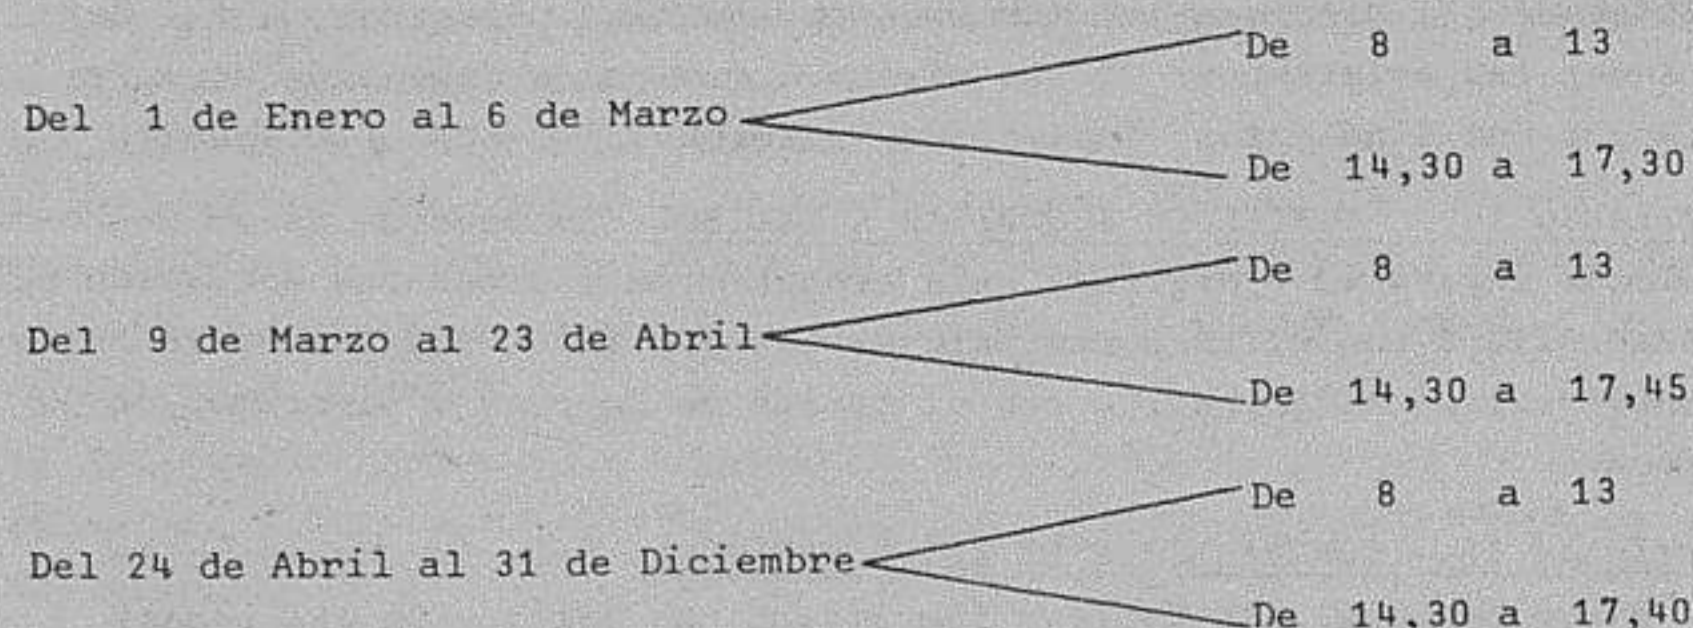 De 8 a 13
Del 1 de Enero al 6 de Marzo
De 14,30 a 17,30
De 8 a 13
Del 9 de Marzo al 23 de Abril
De 14,30 a 17,45
De 8 a 13
Del 24 de Abril al 31 de Diciembre
De 14,30 a 17,40